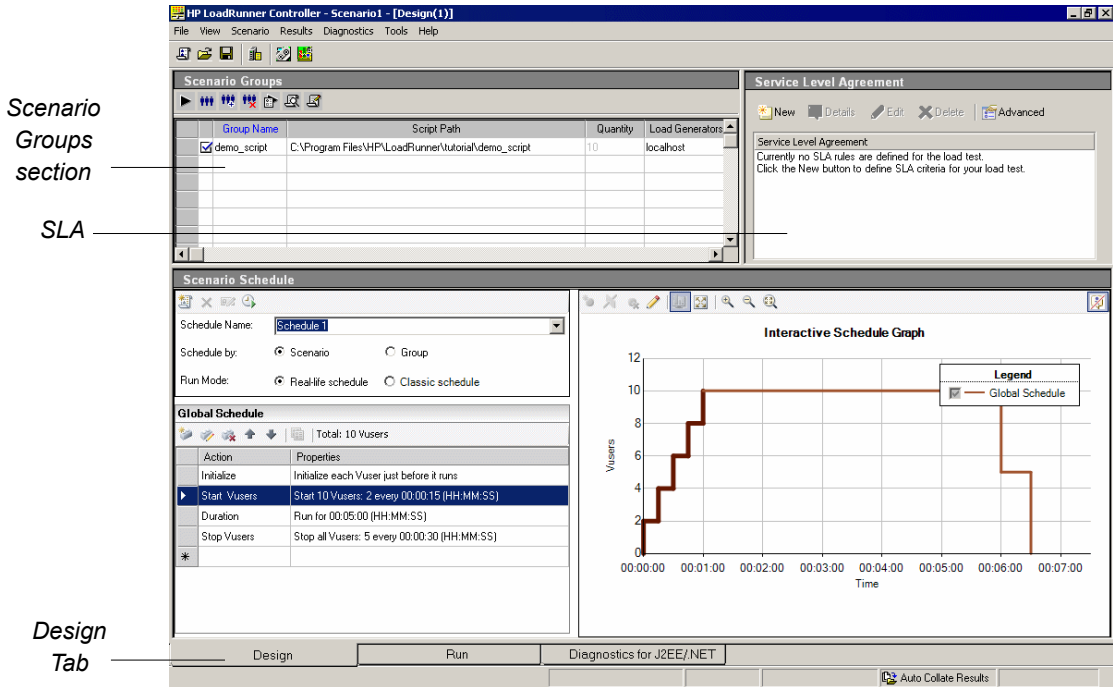 HP LoadRunner Controller - Scenario1 - [Design(1)]
File View Scenario Results Diagnostics Tools Help
Scenario Groups
Group Name Script Path Quantity Load Generators
demo_script C:\Program Files\HP\LoadRunner\tutorial\demo_script 10 localhost
Service Level Agreement
New Details Edit Delete Advanced
Service Level Agreement
Currently no SLA rules are defined for the load test.
Click the New button to define SLA criteria for your load test.
Scenario
Groups
section
SLA
Scenario Schedule
Schedule Name: Schedule 1
Schedule by: Scenario Group
Run Mode: Real-life schedule Classic schedule
Global Schedule
Total: 10 Vusers
Action Properties
Initialize Initialize each Vuser just before it runs
Start Vusers Start 10 Vusers: 2 every 00:00:15 (HH:MM:SS)
Duration Run for 00:05:00 (HH:MM:SS)
Stop Vusers Stop all Vusers: 5 every 00:00:30 (HH:MM:SS)
*
Interactive Schedule Graph
Legend
Global Schedule
Vusers
12
10
8
6
4
2
0
00:00:00 00:01:00 00:02:00 00:03:00 00:04:00 00:05:00 00:06:00 00:07:00
Time
Design
Tab
Design Run Diagnostics for J2EE/.NET
Auto Collate Results